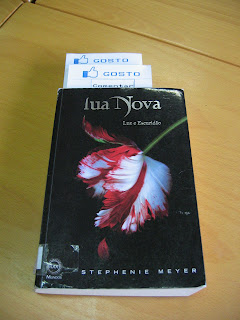 GOSTO
GOSTO
Comentar
lua Nova
Luz e Escuridão
STEPHENIE MEYER